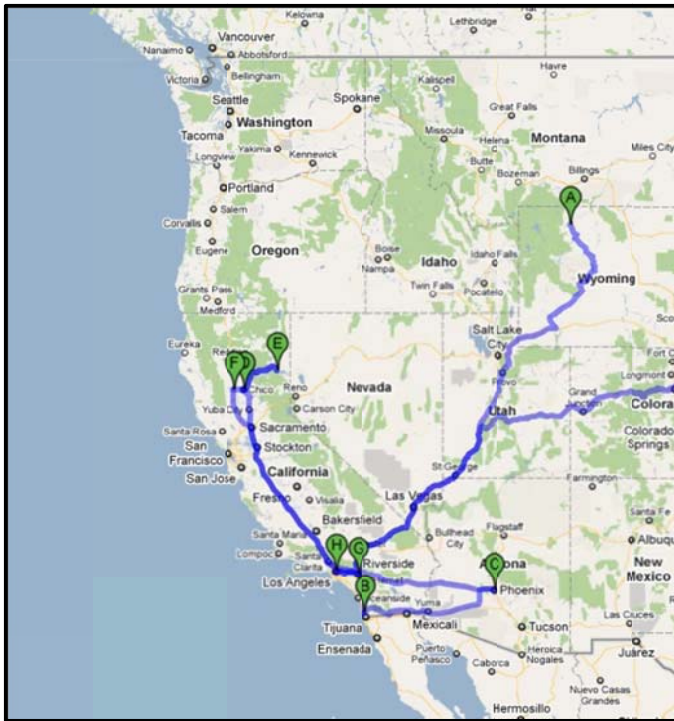 Kelowna
Lethbridge
Vancouver
Nanaimo
Abbotsford
Bellingham
Victoria
Kalispell
Havre
Seattle
Spokane
Great Falls
Washington
Tacoma
Missoula
Helena
Montana
Miles City
Longview
Yakima
Kennewick
Butte
Bozeman
Billings
Portland
A
Salem
Corvallis
Eugene
Oregon
Boise
Nampa
Idaho
Idaho Falls
Wyoming
Grants Pass
Medford
Twin Falls
Pocatello
Eureka
Salt Lake
City
E
F
D
Chico
Reno
Nevada
Provo
Fort C
Longmont
Yuba City
Carson City
Utah
Grand
Junction
Colora
Santa Rosa
Sacramento
Colorado
Springs
San
Francisco
Stockton
San Jose
California
St George
Fresno
Visalia
Las Vegas
Farmington
Bakersfield
Santa Maria
Bullhead
City
Flagstaff
Santa Fe
Lompoc
Santa
Clarita
H
G
Riverside
Albuqu
Los Angeles
B
C
Arizona
New
Mexico
Oceanside
Phoenix
Yuma
Tijuana
Mexicali
Tucson
Las Cruces
Ensenada
Juárez
Puerto
Peñasco
Heroica
Nogales
Caborca
Nuevo Casas
Grandes
Hermosillo